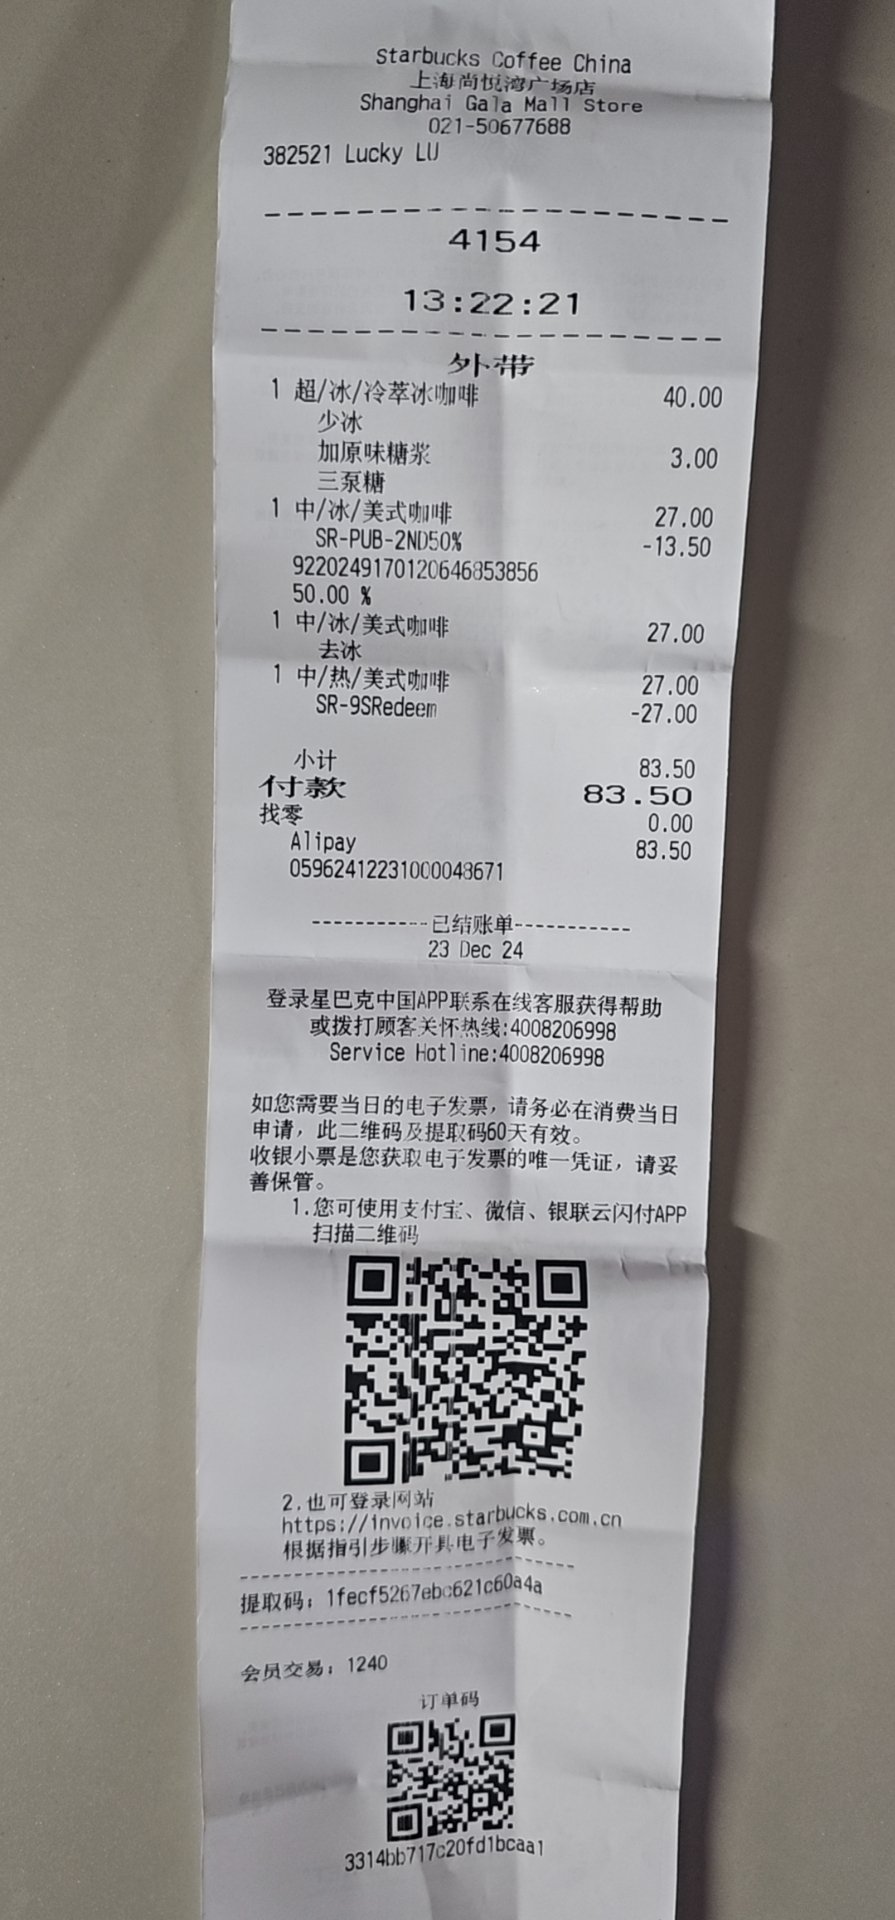 Starbucks Coffee China
上海尚悦湾广场店
Shanghai Gala Mall Store
021-50677688
382521 Lucky LU
4154
13:22:21
外带
1 超/冰/冷萃冰咖啡 40.00
少冰
加原味糖浆 3.00
三泵糖
1 中/冰/美式咖啡 27.00
SR-PUB-2ND50% -13.50
9220249170120646853856
50.00 %
1 中/冰/美式咖啡 27.00
去冰
1 中/热/美式咖啡 27.00
SR-9SRedeem -27.00
小计 83.50
付款 83.50
找零 0.00
Alipay 83.50
05962412231000048671
-----------已结账单-----------
23 Dec 24
登录星巴克中国APP联系在线客服获得帮助
或拨打顾客关怀热线:4008206998
Service Hotline:4008206998
如您需要当日的电子发票，请务必在消费当日
申请，此二维码及提取码60天有效。
收银小票是您获取电子发票的唯一凭证，请妥
善保管。
1.您可使用支付宝、微信、银联云闪付APP
扫描二维码
2.也可登录网站
https://invoice.starbucks.com.cn
根据指引步骤开具电子发票。
提取码：1fecf5267ebc621c60a4a
会员交易：1240
订单码
3314bb717c20fd1bcaa1